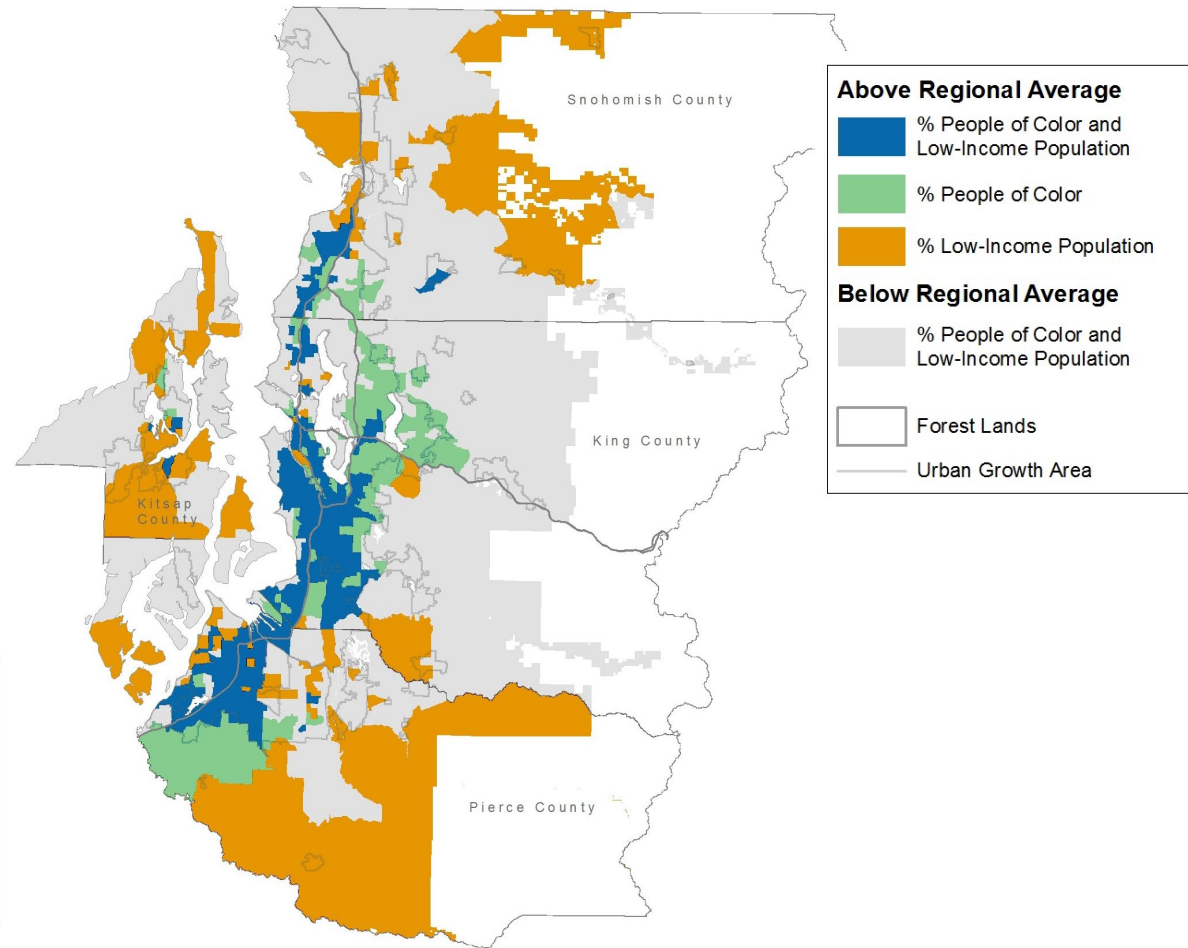 Snohomish County
King County
Kitsap
County
Pierce County
Above Regional Average
% People of Color and
Low-Income Population
% People of Color
% Low-Income Population
Below Regional Average
% People of Color and
Low-Income Population
Forest Lands
Urban Growth Area